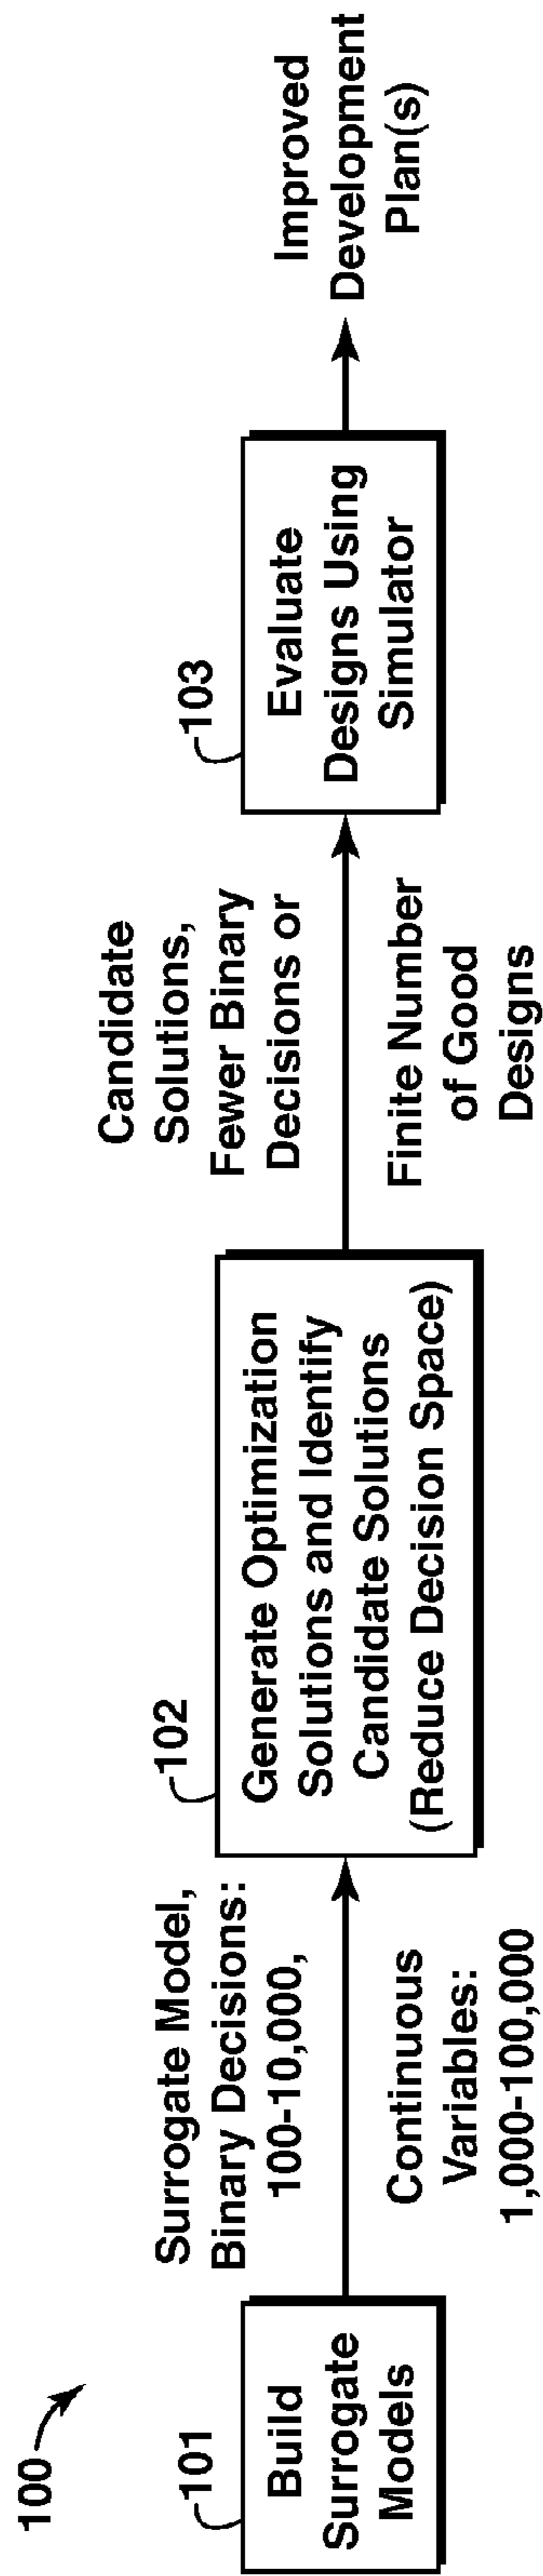 100
101
Build
Surrogate
Models
Surrogate Model,
Binary Decisions:
100-10,000,
Continuous
Variables:
1,000-100,000
102
Generate Optimization
Solutions and Identify
Candidate Solutions
(Reduce Decision Space)
Candidate
Solutions,
Fewer Binary
Decisions or
Finite Number
of Good
Designs
103
Evaluate
Designs Using
Simulator
Improved
Development
Plan(s)